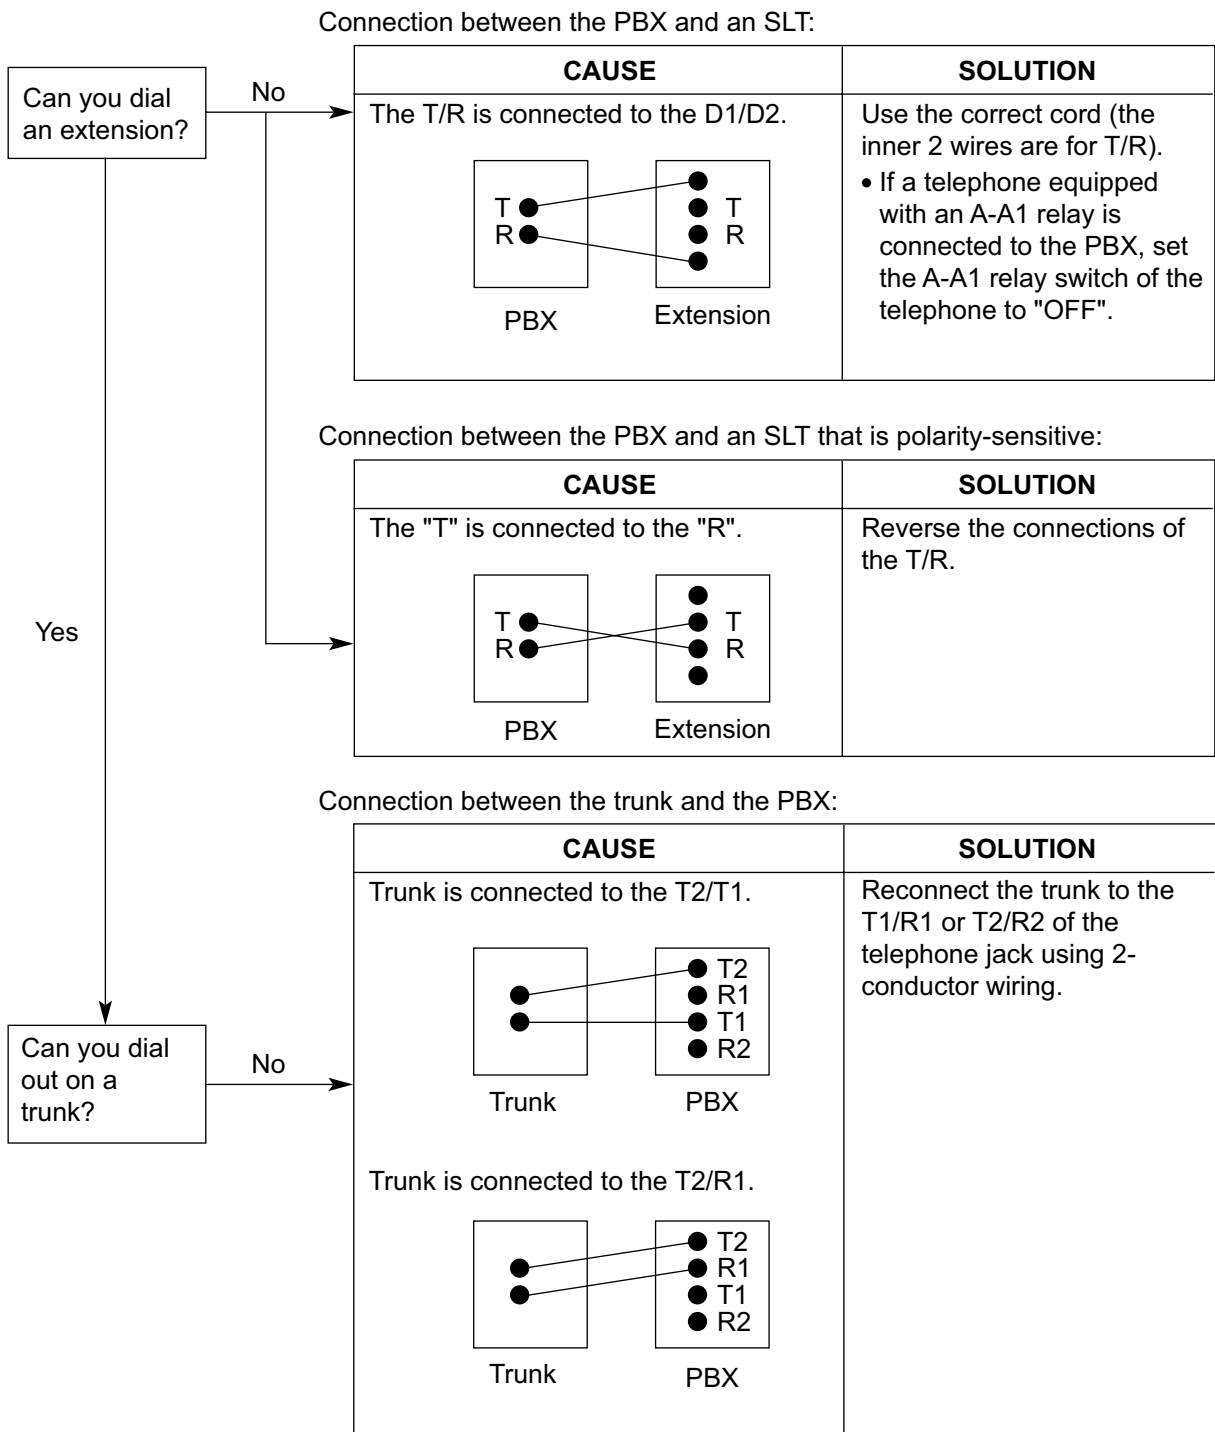 Connection between the PBX and an SLT:
Can you dial
an extension?
No
CAUSE
SOLUTION
The T/R is connected to the D1/D2.
T
R
T
R
PBX
Extension
Use the correct cord (the
inner 2 wires are for T/R).
• If a telephone equipped
with an A-A1 relay is
connected to the PBX, set
the A-A1 relay switch of the
telephone to "OFF".
Connection between the PBX and an SLT that is polarity-sensitive:
CAUSE
SOLUTION
The "T" is connected to the "R".
T
R
T
R
PBX
Extension
Reverse the connections of
the T/R.
Yes
Connection between the trunk and the PBX:
Can you dial
out on a
trunk?
No
CAUSE
SOLUTION
Trunk is connected to the T2/T1.
T2
R1
T1
R2
Trunk
PBX
Trunk is connected to the T2/R1.
T2
R1
T1
R2
Trunk
PBX
Reconnect the trunk to the
T1/R1 or T2/R2 of the
telephone jack using 2-
conductor wiring.